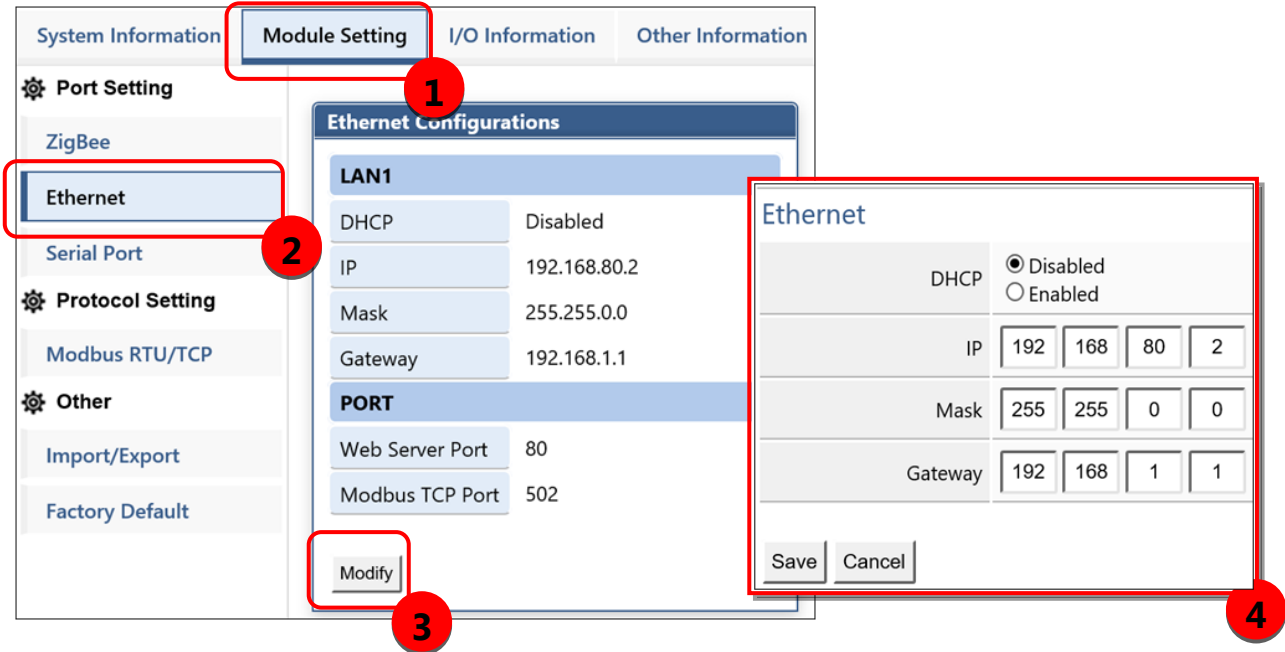 System Information
Module Setting
I/O Information
Other Information
1
Port Setting
ZigBee
Ethernet
2
Serial Port
Protocol Setting
Modbus RTU/TCP
Other
Import/Export
Factory Default
Ethernet Configurations
LAN1
DHCP Disabled
IP 192.168.80.2
Mask 255.255.0.0
Gateway 192.168.1.1
PORT
Web Server Port 80
Modbus TCP Port 502
Modify
3
Ethernet
DHCP Disabled
Enabled
IP 192 168 80 2
Mask 255 255 0 0
Gateway 192 168 1 1
Save Cancel
4